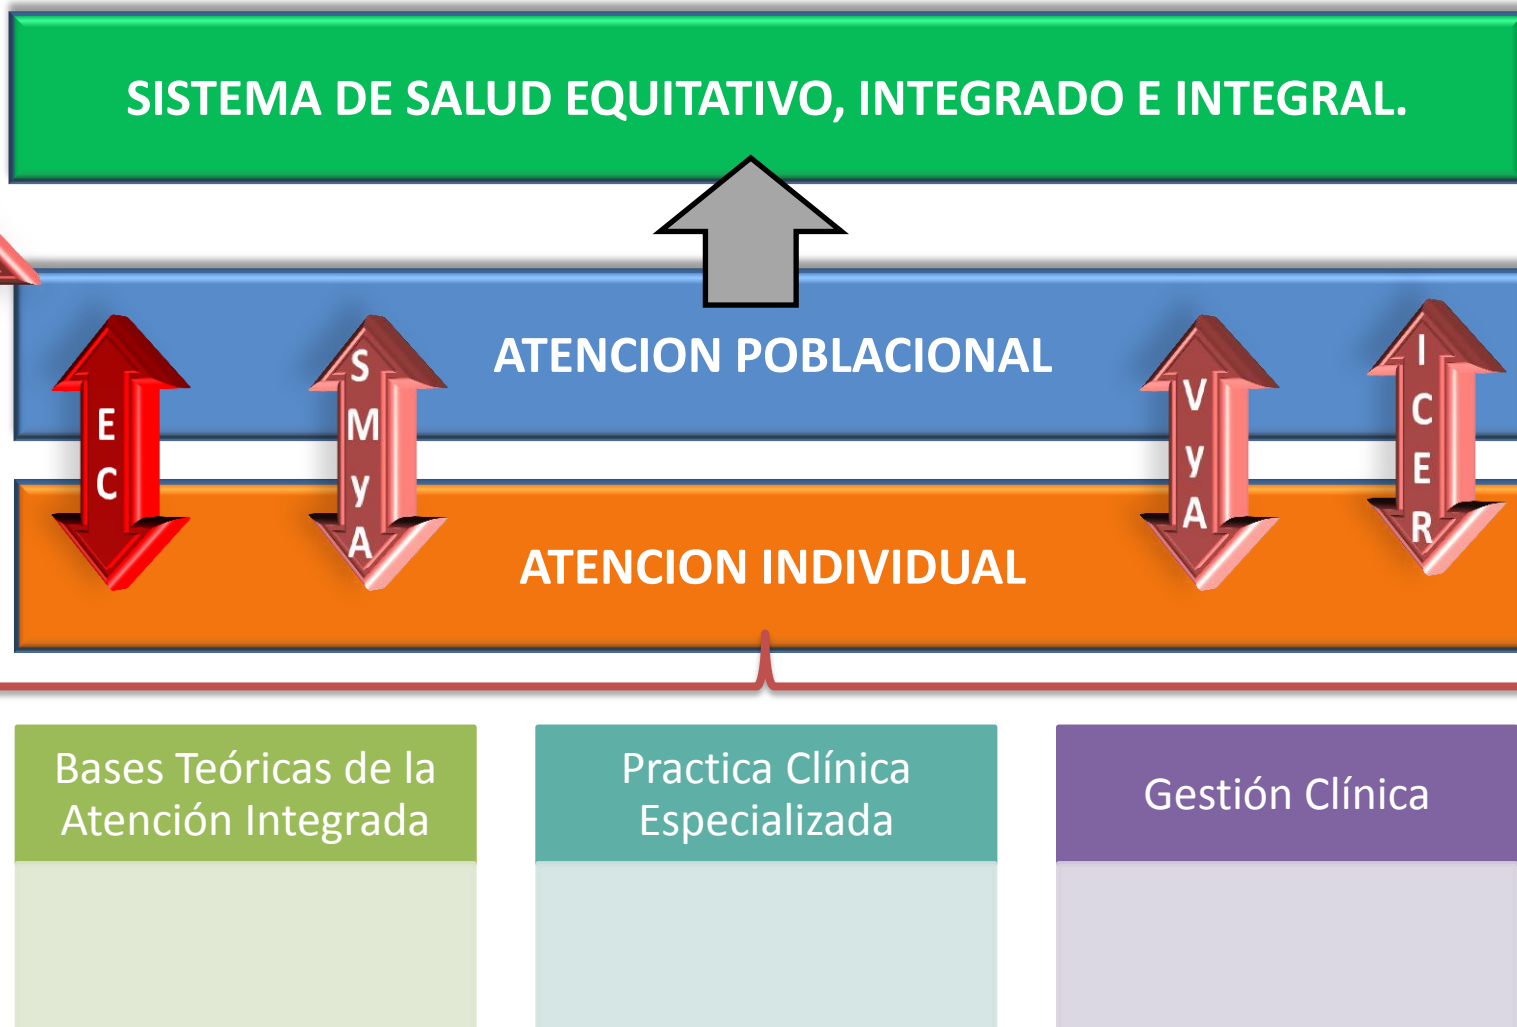 SISTEMA DE SALUD EQUITATIVO, INTEGRADO E INTEGRAL.
ATENCION POBLACIONAL
E
C
S
M
y
A
V
y
A
I
C
E
R
ATENCION INDIVIDUAL
Bases Teóricas de la
Atención Integrada
Practica Clínica
Especializada
Gestión Clínica